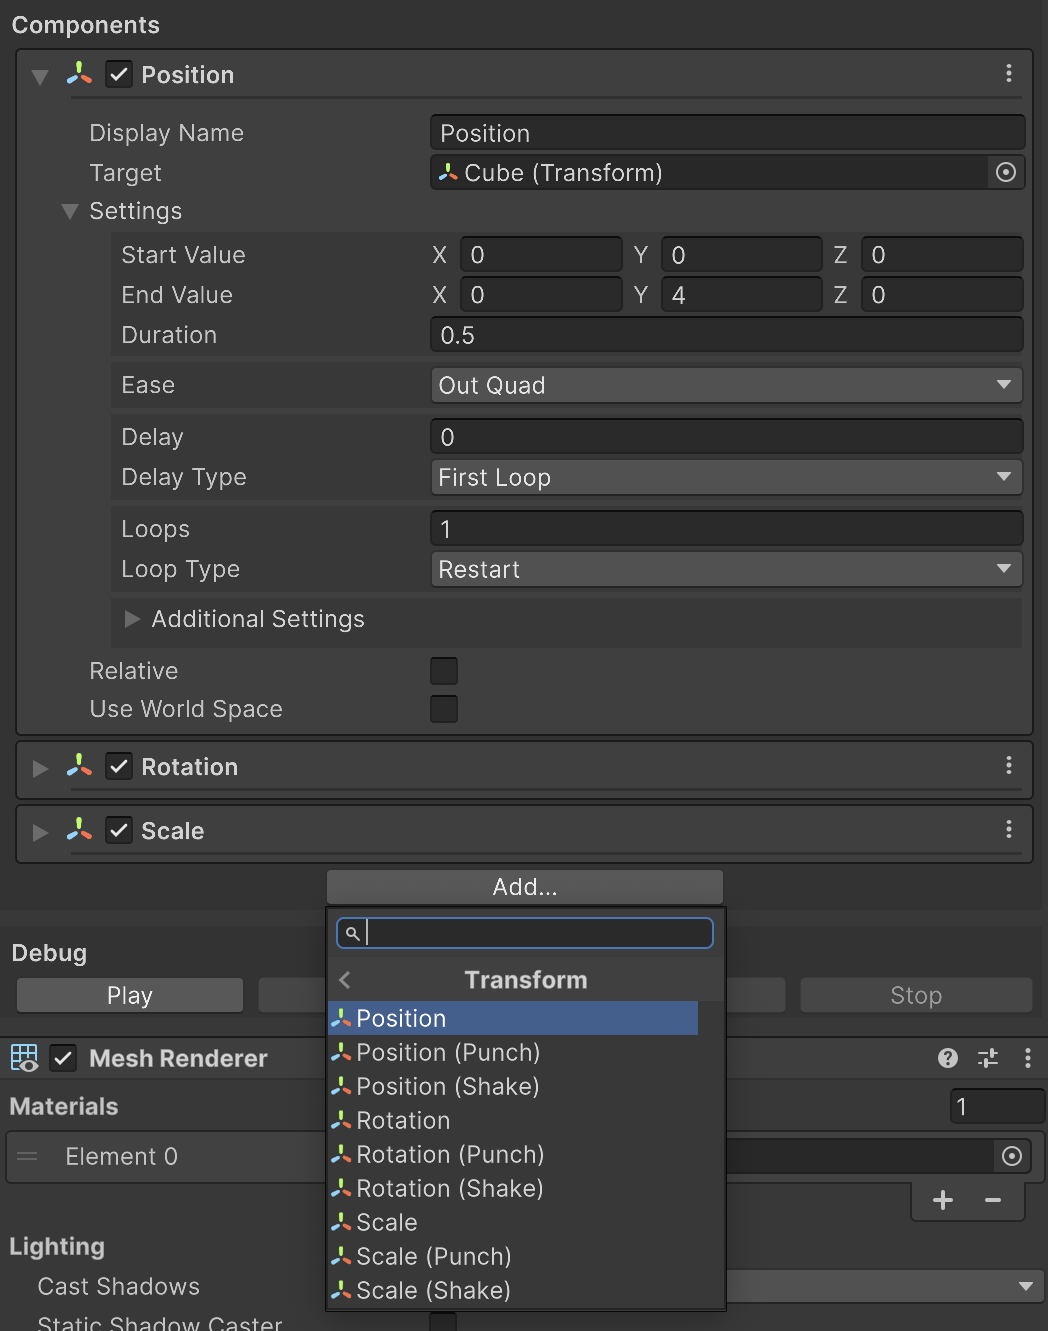 Components
Position
Display Name Position
Target Cube (Transform)
Settings
Start Value X 0 Y 0 Z 0
End Value X 0 Y 4 Z 0
Duration 0.5
Ease Out Quad
Delay 0
Delay Type First Loop
Loops 1
Loop Type Restart
Additional Settings
Relative
Use World Space
Rotation
Scale
Add...
Debug
Transform
Play Stop
Position
Mesh Renderer
Position (Punch)
Position (Shake)
Materials 1
Rotation
Element 0
Rotation (Punch)
Rotation (Shake)
Scale
Lighting
Scale (Punch)
Cast Shadows
Scale (Shake)
Static Shadow Caster